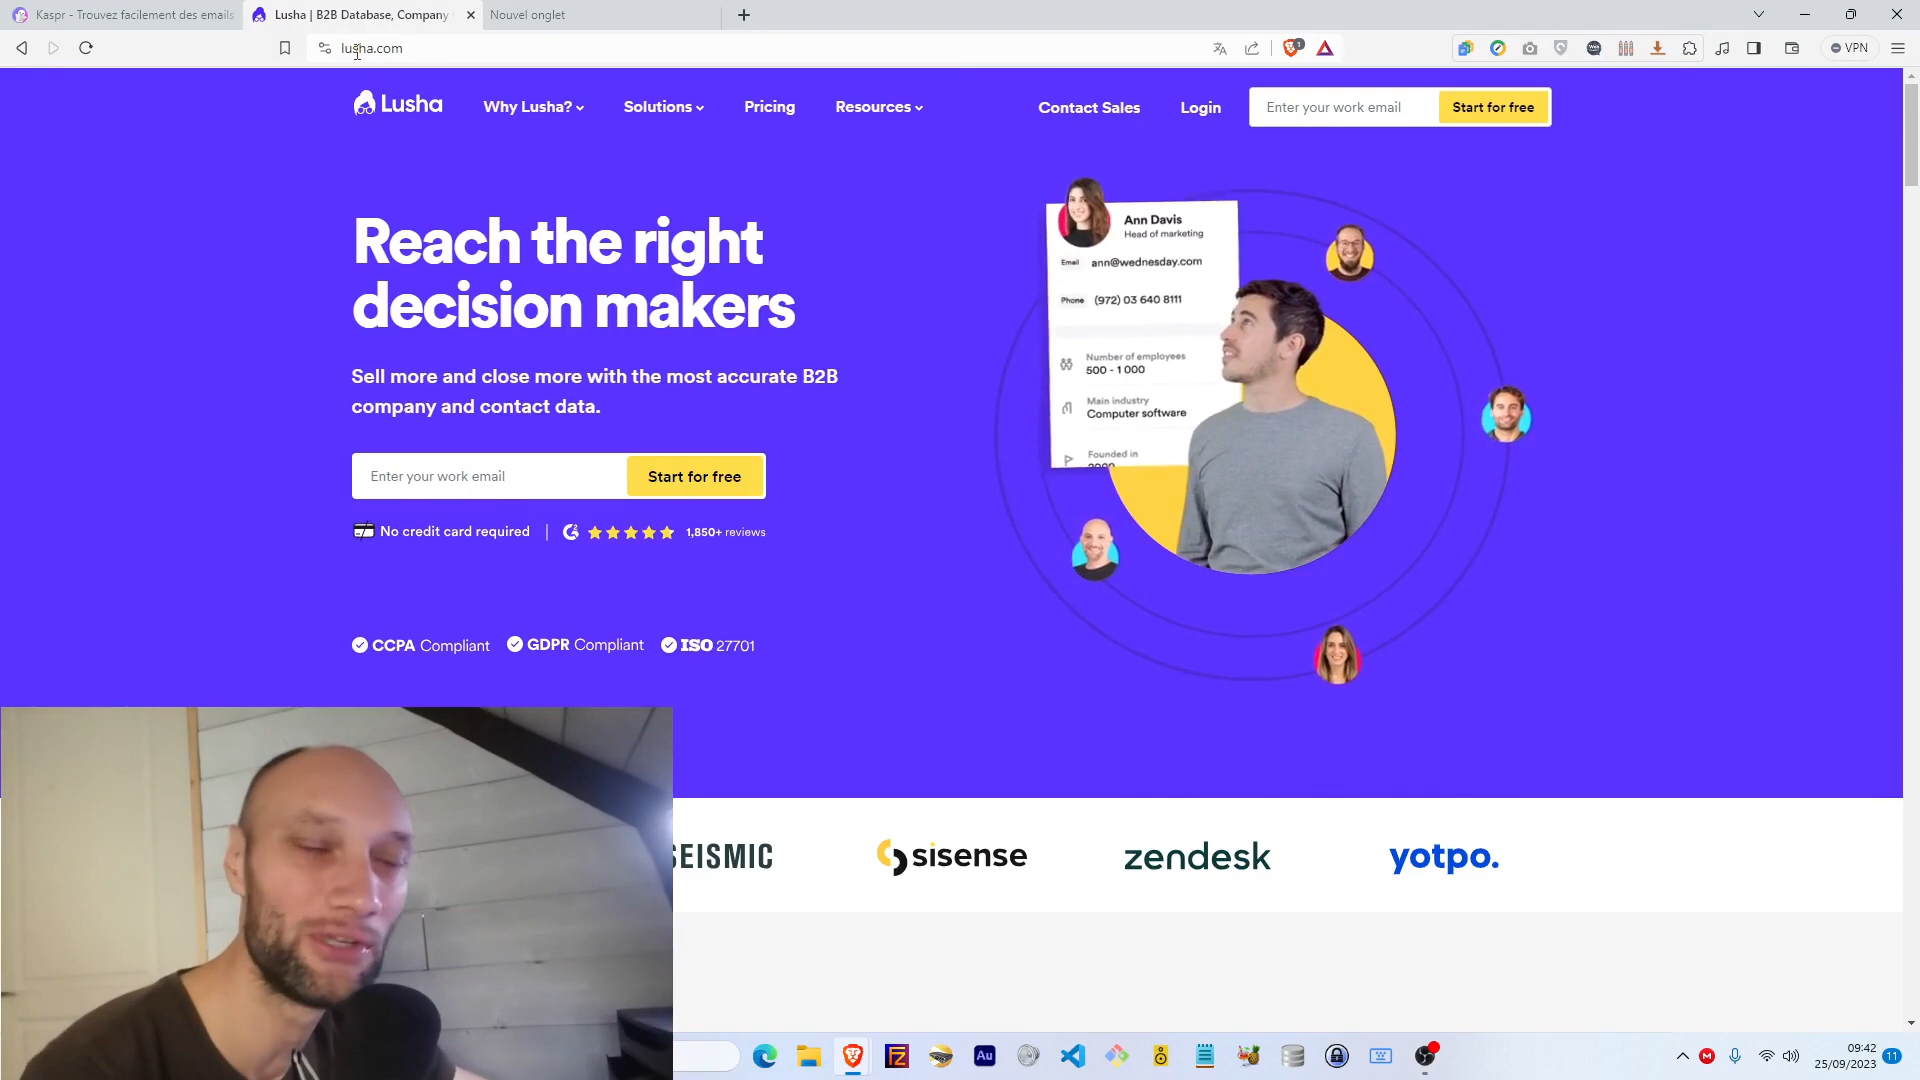 Kaspr - Trouvez facilement des emails
Lusha | B2B Database, Company
Nouvel onglet
lusha.com
1
VPN
Lusha
Why Lusha?
Solutions
Pricing
Resources
Contact Sales
Login
Enter your work email
Start for free
Reach the right
decision makers
Sell more and close more with the most accurate B2B
company and contact data.
Enter your work email
Start for free
No credit card required
1,850+ reviews
CCPA Compliant
GDPR Compliant
ISO 27701
Ann Davis
Head of marketing
Email
ann@wednesday.com
Phone
(972) 03 640 8111
Number of employees
500 - 1 000
Main industry
Computer software
Founded in
SEISMIC
sisense
zendesk
yotpo.
Au
09:42
25/09/2023
11